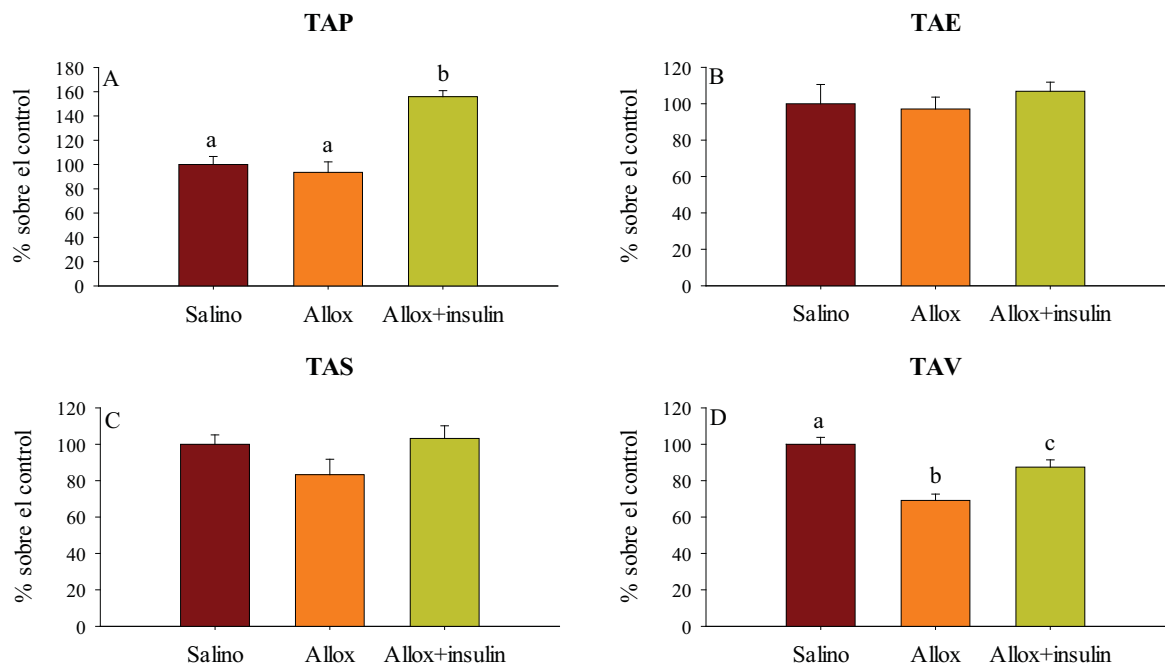 TAP
A
% sobre el control
180
160
140
120
100
80
60
40
20
0
a
a
b
Salino Allox Allox+insulin
TAE
B
% sobre el control
120
100
80
60
40
20
0
Salino Allox Allox+insulin
TAS
C
% sobre el control
120
100
80
60
40
20
0
Salino Allox Allox+insulin
TAV
D
% sobre el control
120
100
80
60
40
20
0
a
b
c
Salino Allox Allox+insulin